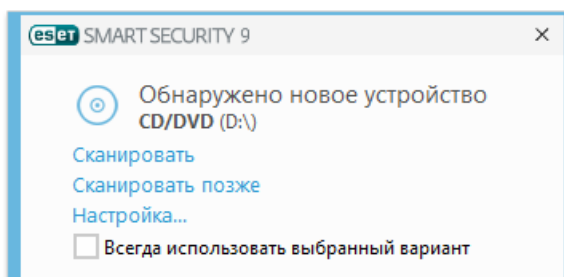 eset SMART SECURITY 9
Обнаружено новое устройство
CD/DVD (D:\)
Сканировать
Сканировать позже
Настройка...
Всегда использовать выбранный вариант